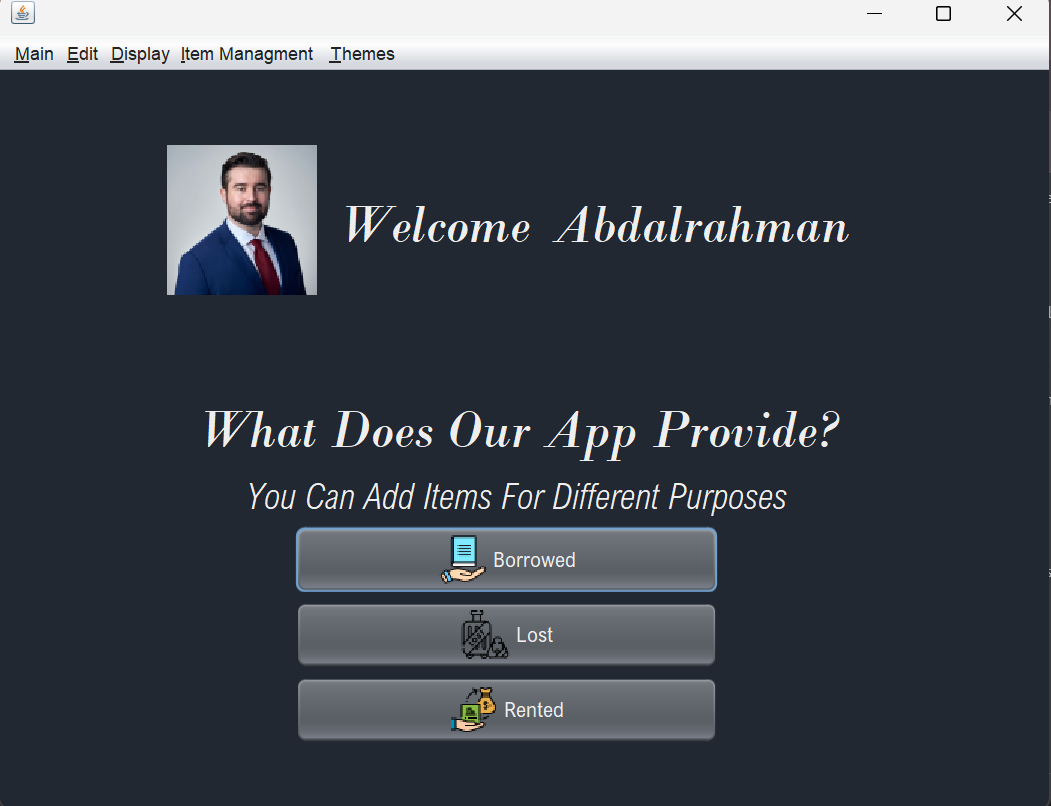 Main Edit Display Item Managment Themes
Welcome Abdalrahman
What Does Our App Provide?
You Can Add Items For Different Purposes
Borrowed
Lost
Rented